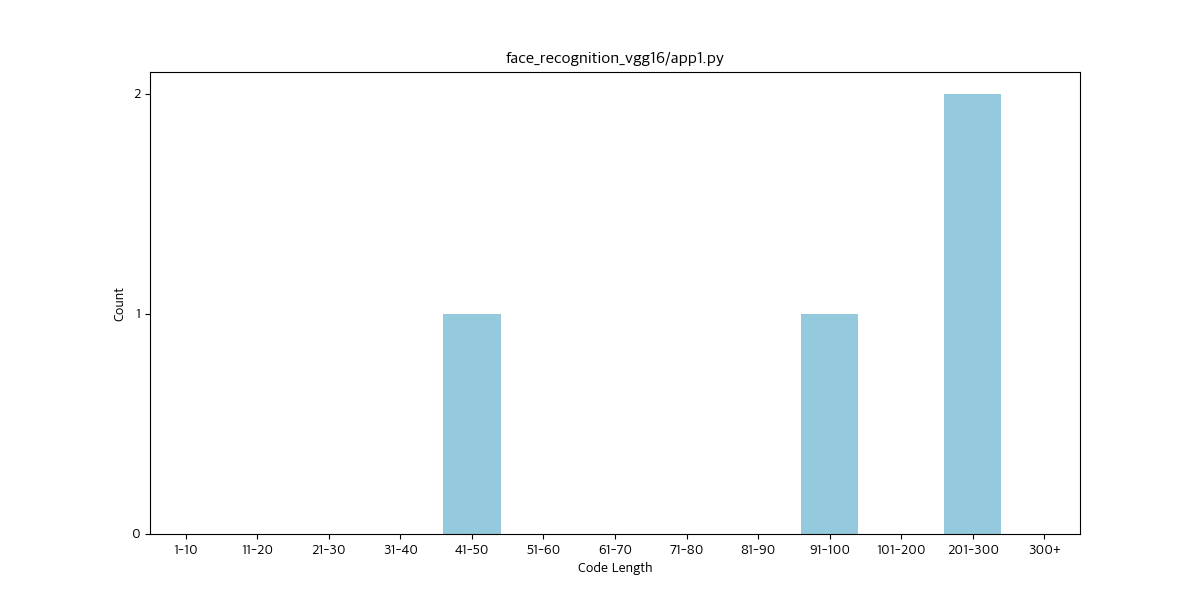 face_recognition_vgg16/app1.py
Count
2
1
0
1-10 11-20 21-30 31-40 41-50 51-60 61-70 71-80 81-90 91-100 101-200 201-300 300+
Code Length